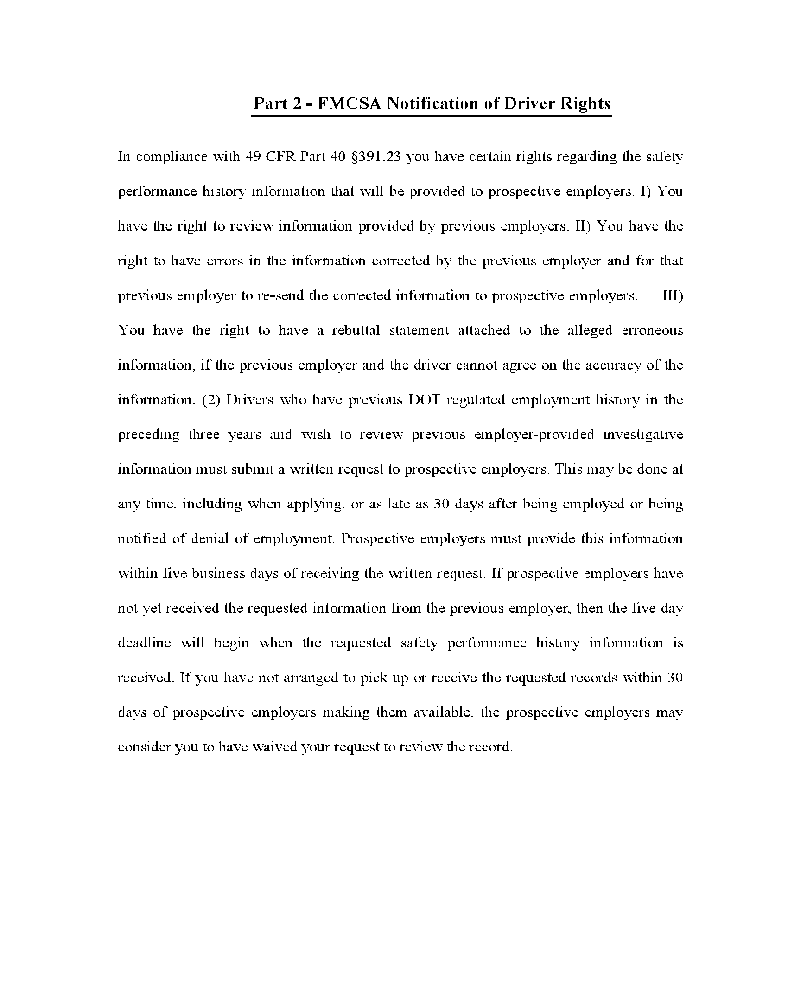 Part 2 - FMCSA Notification of Driver Rights
In compliance with 49 CFR Part 40 §391.23 you have certain rights regarding the safety
performance history information that will be provided to prospective employers. I) You
have the right to review information provided by previous employers. II) You have the
right to have errors in the information corrected by the previous employer and for that
previous employer to re-send the corrected information to prospective employers. III)
You have the right to have a rebuttal statement attached to the alleged erroneous
information, if the previous employer and the driver cannot agree on the accuracy of the
information. (2) Drivers who have previous DOT regulated employment history in the
preceding three years and wish to review previous employer-provided investigative
information must submit a written request to prospective employers. This may be done at
any time, including when applying, or as late as 30 days after being employed or being
notified of denial of employment. Prospective employers must provide this information
within five business days of receiving the written request. If prospective employers have
not yet received the requested information from the previous employer, then the five day
deadline will begin when the requested safety performance history information is
received. If you have not arranged to pick up or receive the requested records within 30
days of prospective employers making them available, the prospective employers may
consider you to have waived your request to review the record.